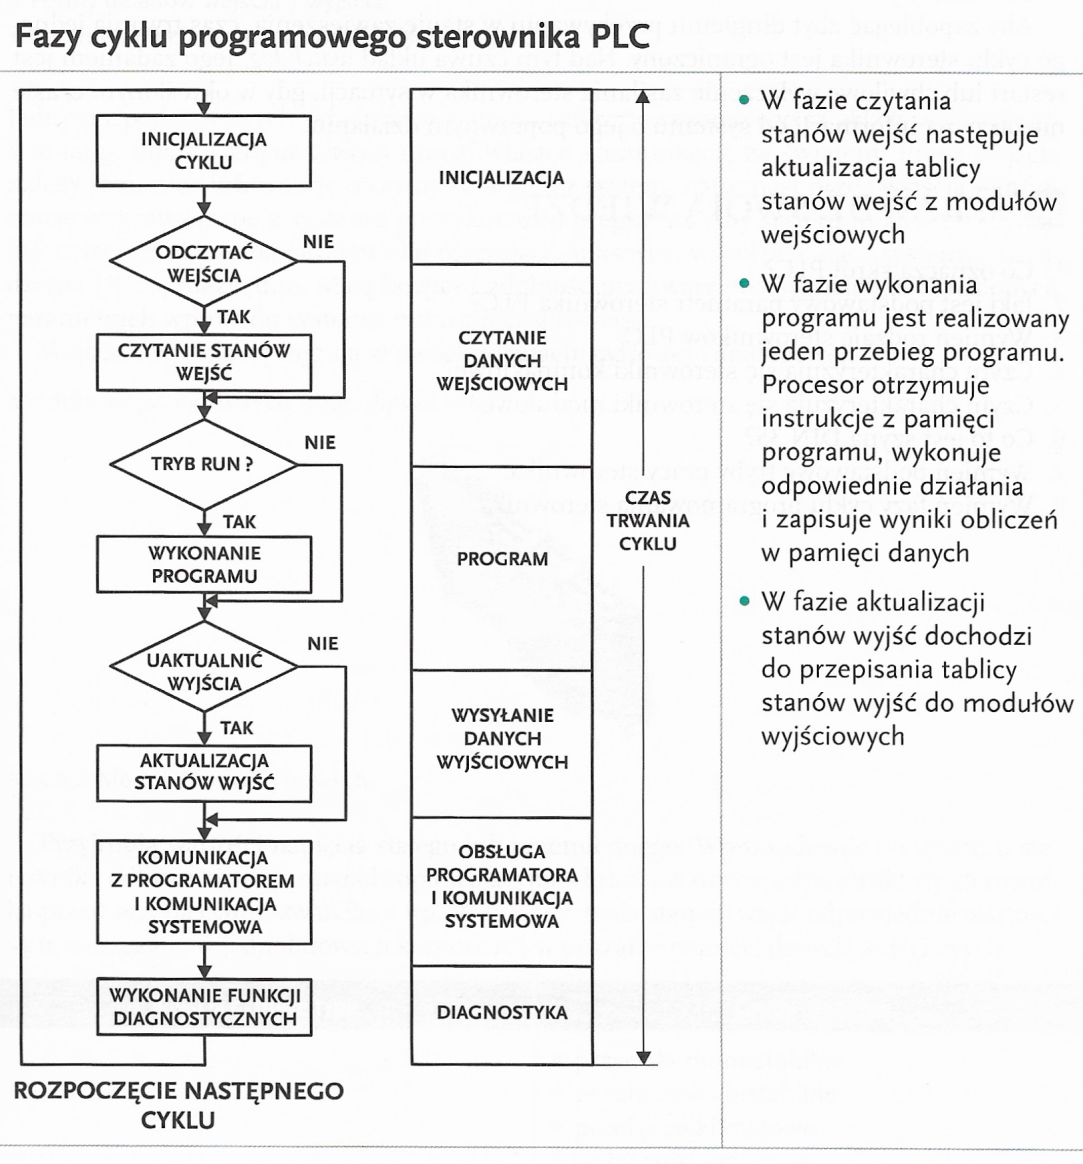 Fazy cyklu programowego sterownika PLC
INICJALIZACJA
CYKLU
ODCZYTAĆ
WEJŚCIA
NIE
TAK
CZYTANIE STANÓW
WEJŚĆ
TRYB RUN ?
NIE
TAK
WYKONANIE
PROGRAMU
UAKTUALNIĆ
WYJŚCIA
NIE
TAK
AKTUALIZACJA
STANÓW WYJŚĆ
KOMUNIKACJA
Z PROGRAMATOREM
I KOMUNIKACJA
SYSTEMOWA
WYKONANIE FUNKCJI
DIAGNOSTYCZNYCH
ROZPOCZĘCIE NASTĘPNEGO
CYKLU
INICJALIZACJA
CZYTANIE
DANYCH
WEJŚCIOWYCH
PROGRAM
WYSYŁANIE
DANYCH
WYJŚCIOWYCH
OBSŁUGA
PROGRAMATORA
I KOMUNIKACJA
SYSTEMOWA
DIAGNOSTYKA
CZAS
TRWANIA
CYKLU
• W fazie czytania
stanów wejść następuje
aktualizacja tablicy
stanów wejść z modułów
wejściowych
• W fazie wykonania
programu jest realizowany
jeden przebieg programu.
Procesor otrzymuje
instrukcje z pamięci
programu, wykonuje
odpowiednie działania
i zapisuje wyniki obliczeń
w pamięci danych
• W fazie aktualizacji
stanów wyjść dochodzi
do przepisania tablicy
stanów wyjść do modułów
wyjściowych